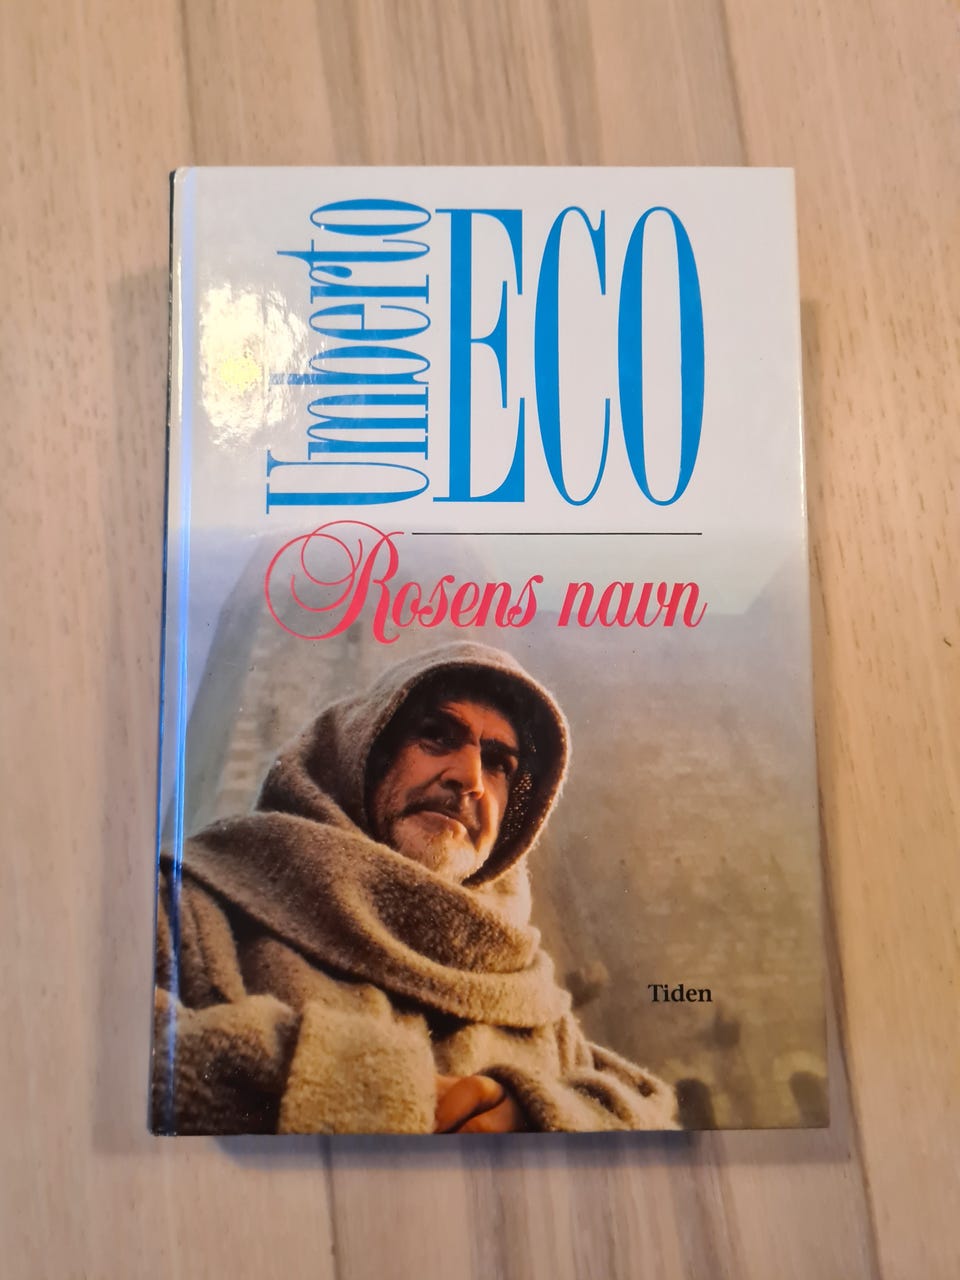 Umberto
ECO
Rosens navn
Tiden